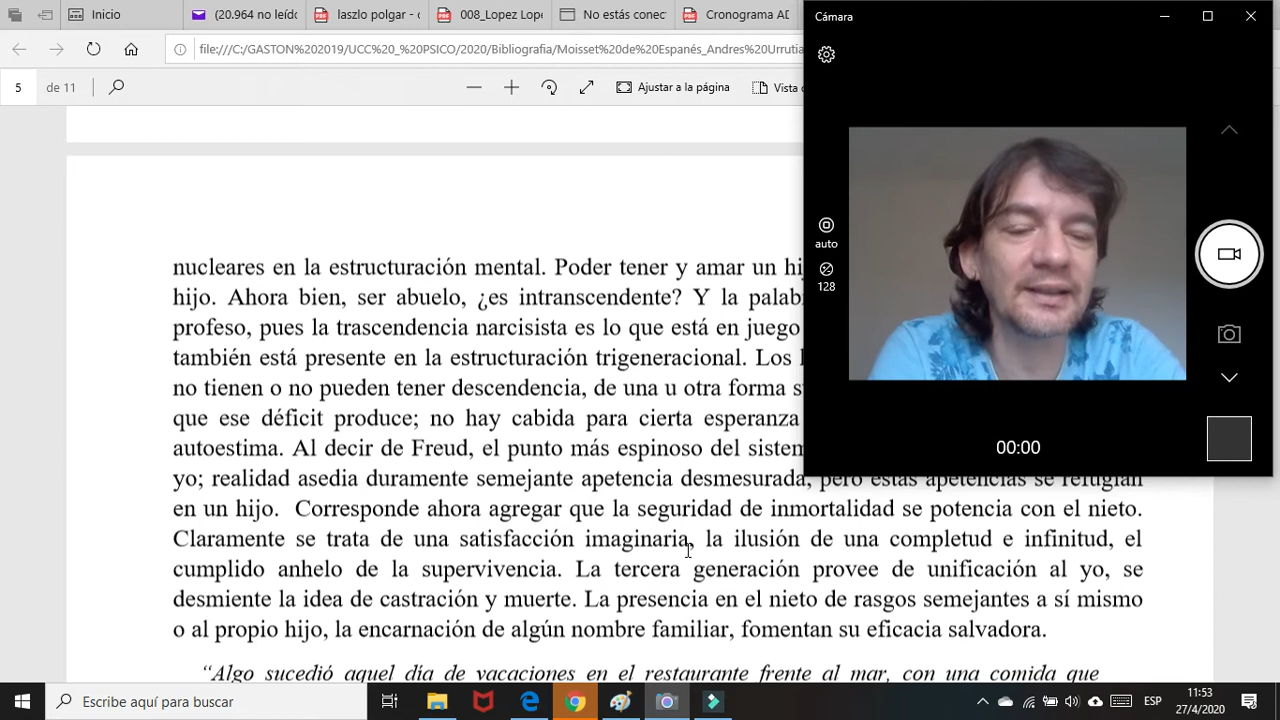 Inicio
(20.964 no leído
laszlo polgar - c
008_Lopez Lope
No estás conec
Cronograma AD
Cámara
file:///C:/GASTON%202019/UCC%20_%20PSICO/2020/Bibliografia/Moisset%20de%20Espanés_Andres%20Urrutia
5 de 11
Ajustar a la página
Vista d
auto
128
00:00
nucleares en la estructuración mental. Poder tener y amar un hij
hijo. Ahora bien, ser abuelo, ¿es intranscendente? Y la palabr
profeso, pues la trascendencia narcisista es lo que está en juego
también está presente en la estructuración trigeneracional. Los
no tienen o no pueden tener descendencia, de una u otra forma
que ese déficit produce; no hay cabida para cierta esperanza
autoestima. Al decir de Freud, el punto más espinoso del sistem
yo; realidad asedia duramente semejante apetencia desmesurada, pero estas apetencias se refugian
en un hijo. Corresponde ahora agregar que la seguridad de inmortalidad se potencia con el nieto.
Claramente se trata de una satisfacción imaginaria, la ilusión de una completud e infinitud, el
cumplido anhelo de la supervivencia. La tercera generación provee de unificación al yo, se
desmiente la idea de castración y muerte. La presencia en el nieto de rasgos semejantes a sí mismo
o al propio hijo, la encarnación de algún nombre familiar, fomentan su eficacia salvadora.
“Algo sucedió aquel día de vacaciones en el restaurante frente al mar, con una comida que
Escribe aquí para buscar
ESP
11:53
27/4/2020